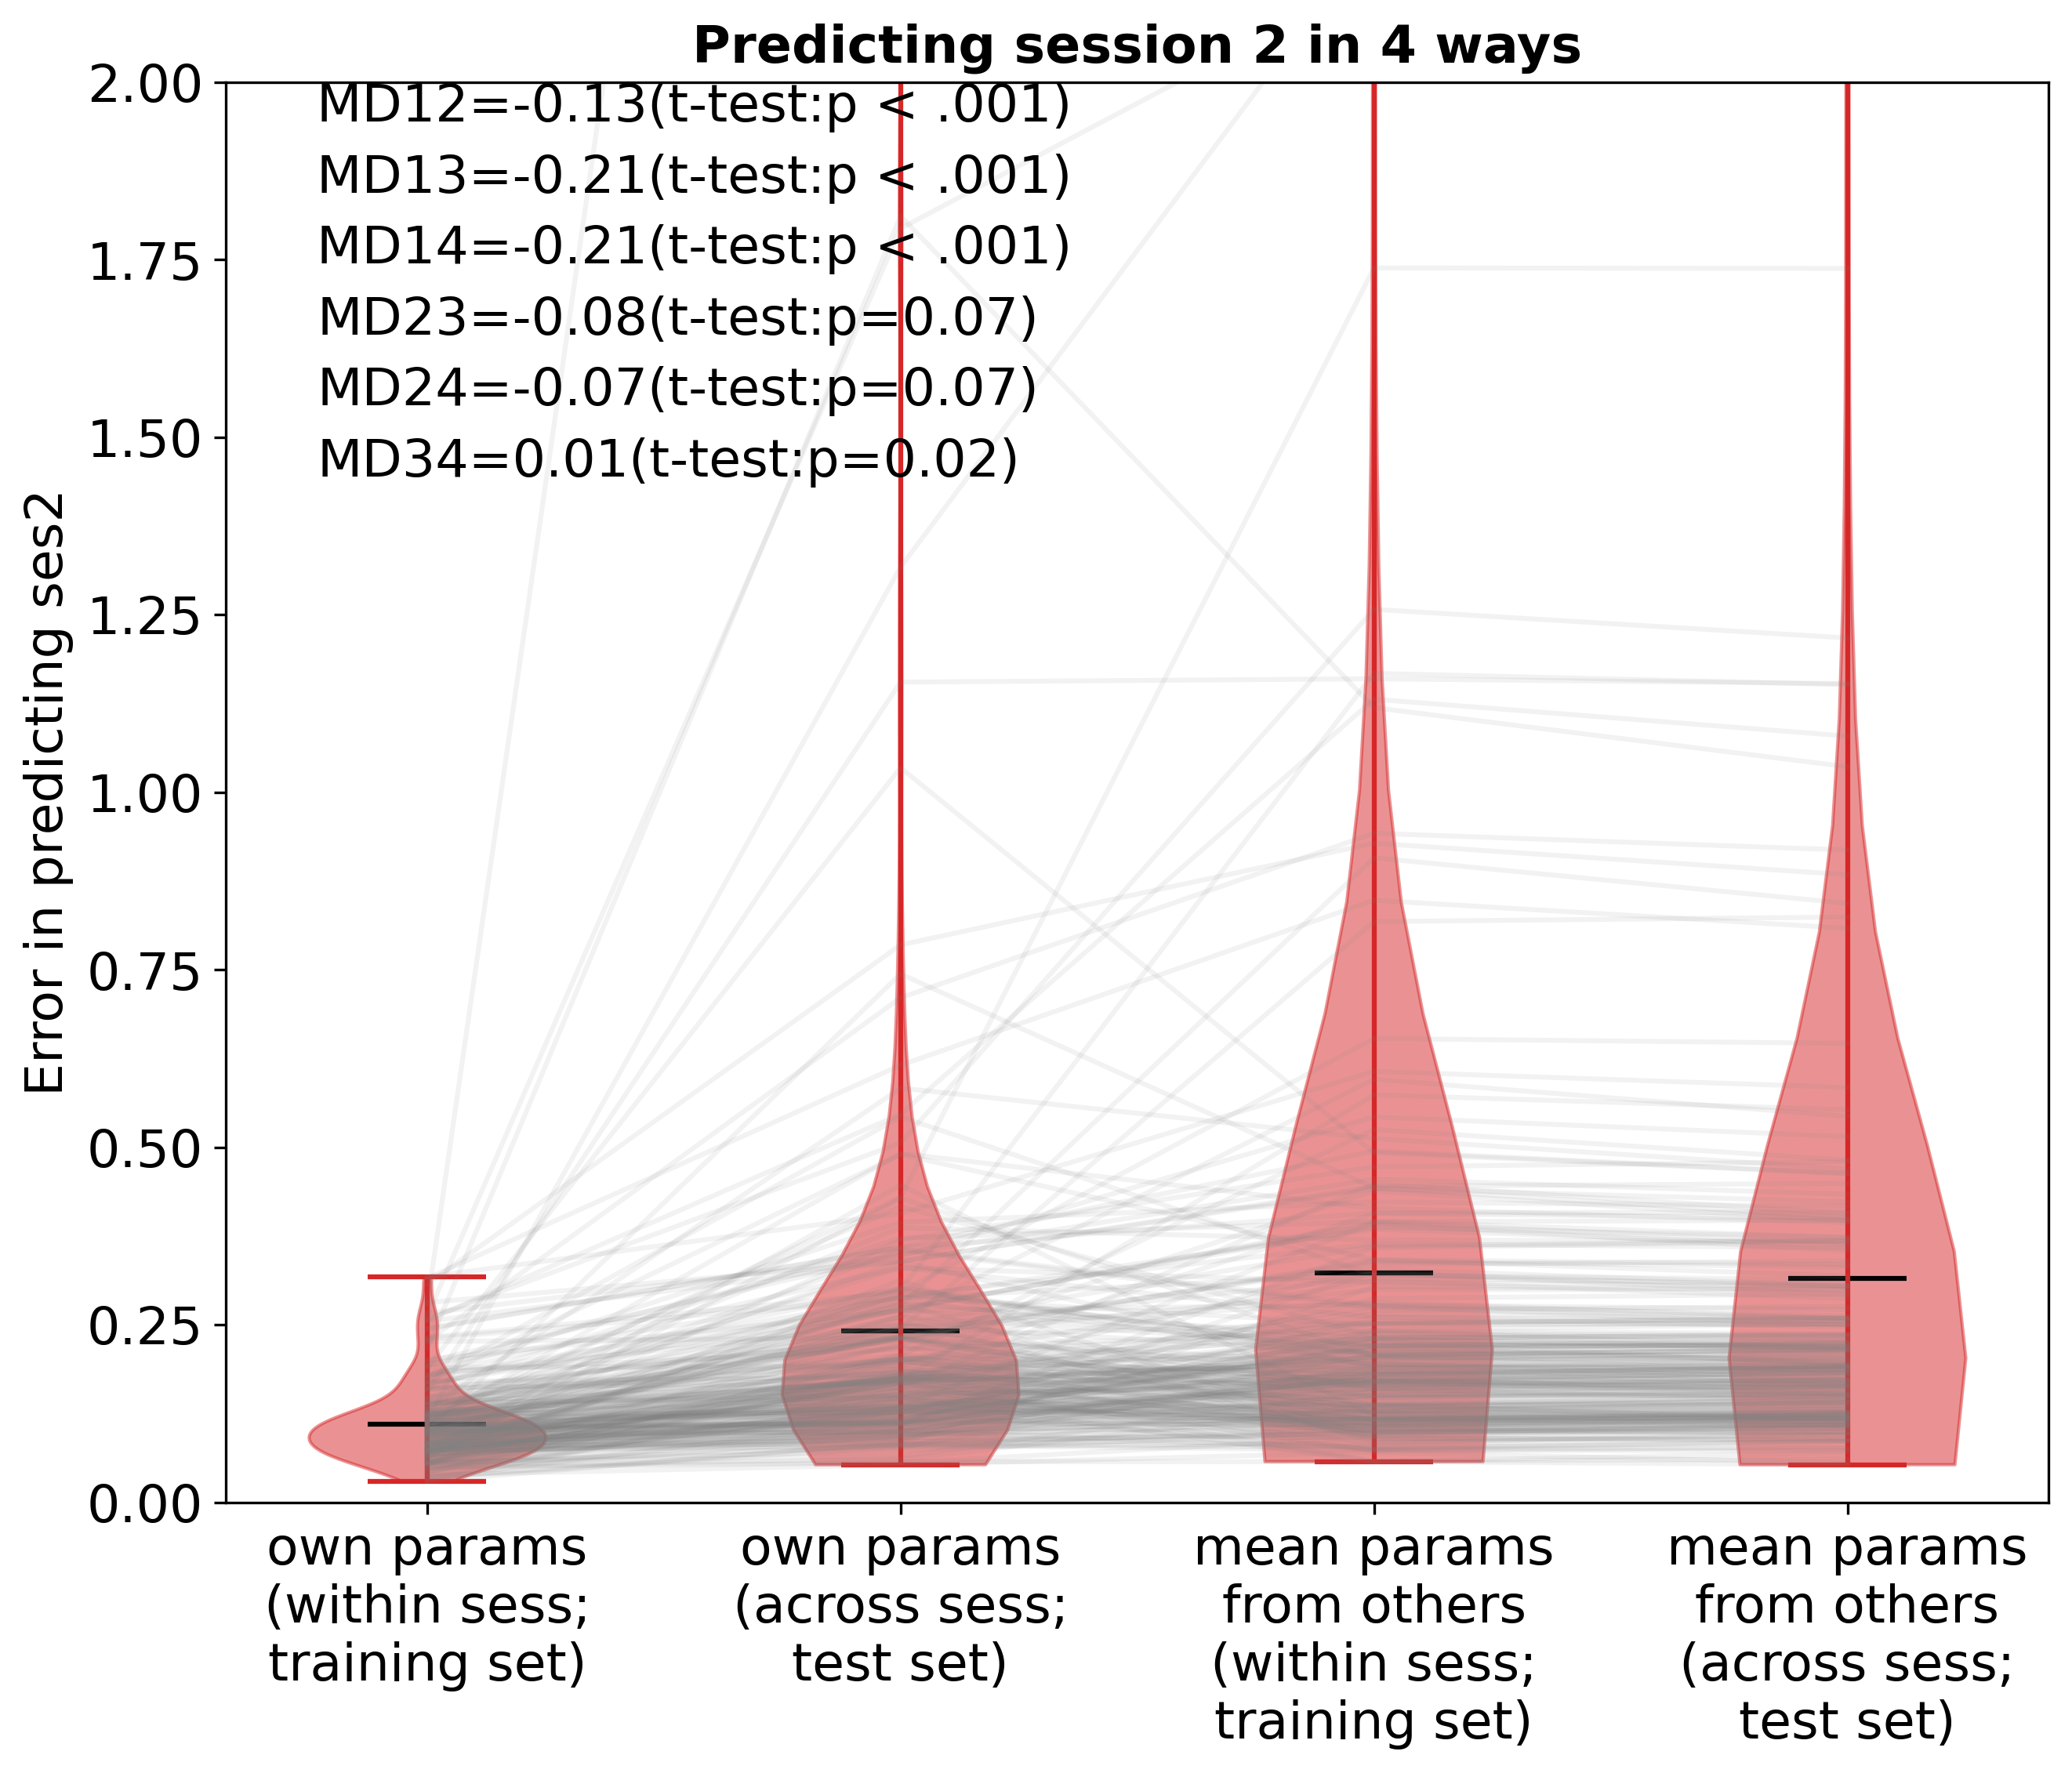 Predicting session 2 in 4 ways
MD12=-0.13(t-test:p < .001)
MD13=-0.21(t-test:p < .001)
MD14=-0.21(t-test:p < .001)
MD23=-0.08(t-test:p=0.07)
MD24=-0.07(t-test:p=0.07)
MD34=0.01(t-test:p=0.02)
Error in predicting ses2
2.00
1.75
1.50
1.25
1.00
0.75
0.50
0.25
0.00
own params
(within sess;
training set)
own params
(across sess;
test set)
mean params
from others
(within sess;
training set)
mean params
from others
(across sess;
test set)